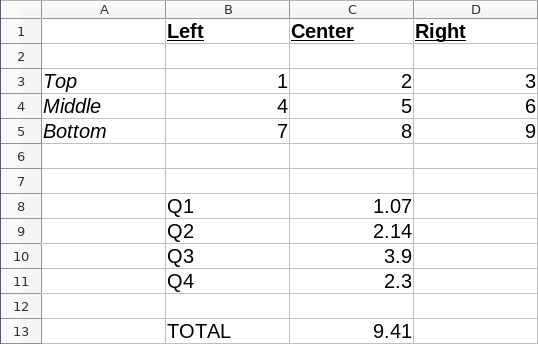 A B C D
1 Left Center Right
2
3 Top 1 2 3
4 Middle 4 5 6
5 Bottom 7 8 9
6
7
8 Q1 1.07
9 Q2 2.14
10 Q3 3.9
11 Q4 2.3
12
13 TOTAL 9.41